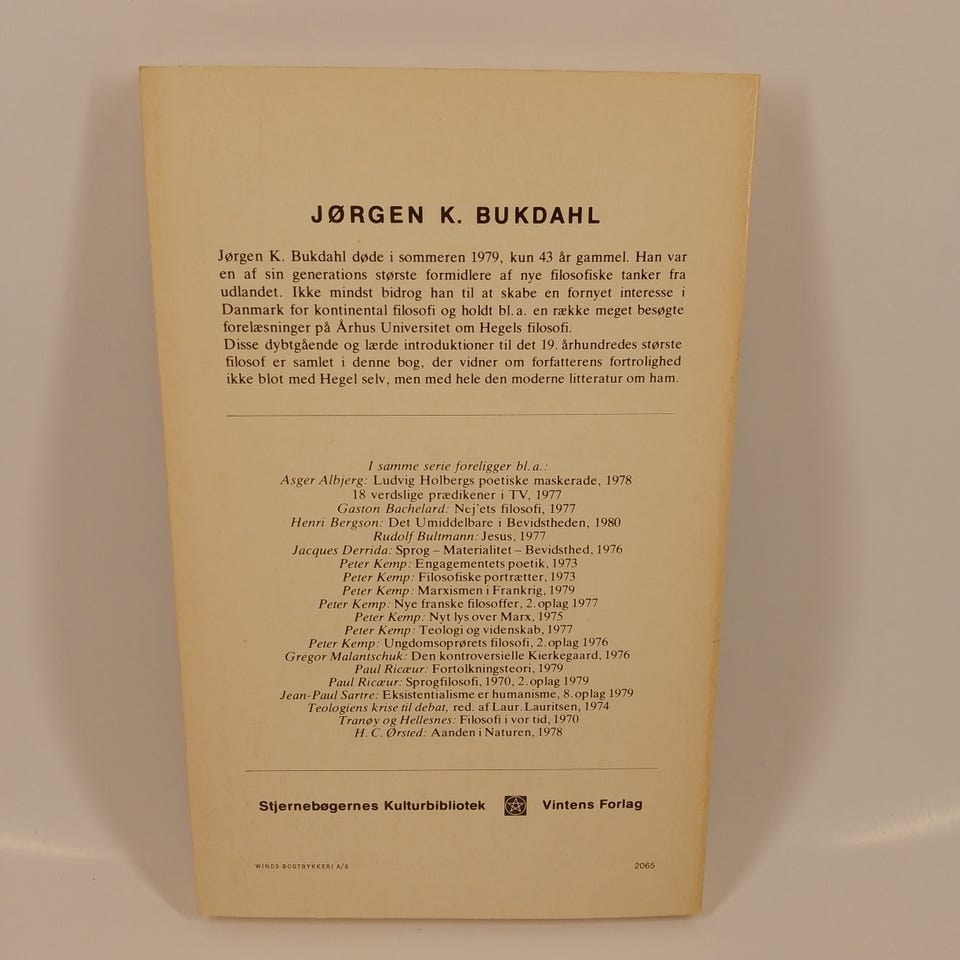 JØRGEN K. BUKDAHL
Jørgen K. Bukdahl døde i sommeren 1979, kun 43 år gammel. Han var
en af sin generations største formidlere af nye filosofiske tanker fra
udlandet. Ikke mindst bidrog han til at skabe en fornyet interesse i
Danmark for kontinental filosofi og holdt bl.a. en række meget besøgte
forelæsninger på Århus Universitet om Hegels filosofi.
Disse dybtgående og lærde introduktioner til det 19. århundredes største
filosof er samlet i denne bog, der vidner om forfatterens fortrolighed
ikke blot med Hegel selv, men med hele den moderne litteratur om ham.
I samme serie foreligger bl.a.:
Asger Albjerg: Ludvig Holbergs poetiske maskerade, 1978
18 verdslige prædikener i TV, 1977
Gaston Bachelard: Nej'ets filosofi, 1977
Henri Bergson: Det Umiddelbare i Bevidstheden, 1980
Rudolf Bultmann: Jesus, 1977
Jacques Derrida: Sprog – Materialitet – Bevidsthed, 1976
Peter Kemp: Engagementets poetik, 1973
Peter Kemp: Filosofiske portrætter, 1973
Peter Kemp: Marxismen i Frankrig, 1979
Peter Kemp: Nye franske filosoffer, 2. oplag 1977
Peter Kemp: Nyt lys over Marx, 1975
Peter Kemp: Teologi og videnskab, 1977
Peter Kemp: Ungdomsoprørets filosofi, 2. oplag 1976
Gregor Malantschuk: Den kontroversielle Kierkegaard, 1976
Paul Ricœur: Fortolkningsteori, 1979
Paul Ricœur: Sprogfilosofi, 1970, 2. oplag 1979
Jean-Paul Sartre: Eksistentialisme er humanisme, 8. oplag 1979
Teologiens krise til debat, red. af Laur. Lauritsen, 1974
Tranøy og Hellesnes: Filosofi i vor tid, 1970
H. C. Ørsted: Aanden i Naturen, 1978
Stjernebøgernes Kulturbibliotek Vintens Forlag
WINDS BOGTRYKKERI A/S 2065